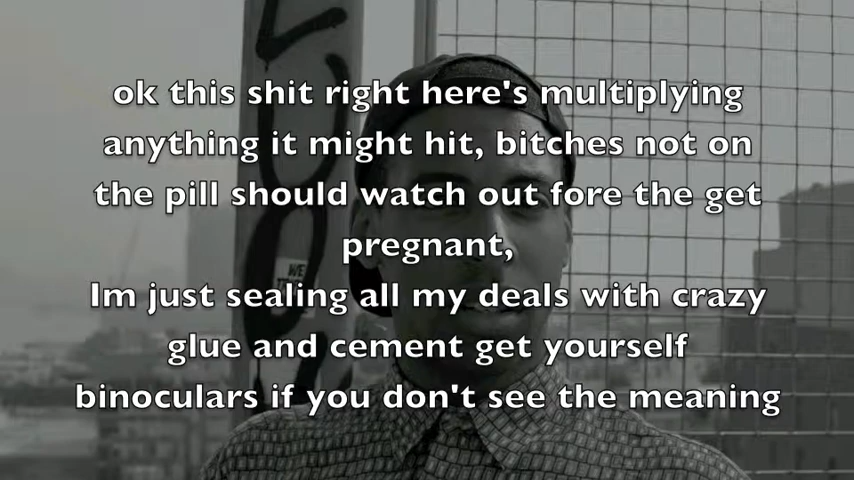 ok this shit right here's multiplying
anything it might hit, bitches not on
the pill should watch out fore the get
pregnant,
Im just sealing all my deals with crazy
glue and cement get yourself
binoculars if you don't see the meaning
WE